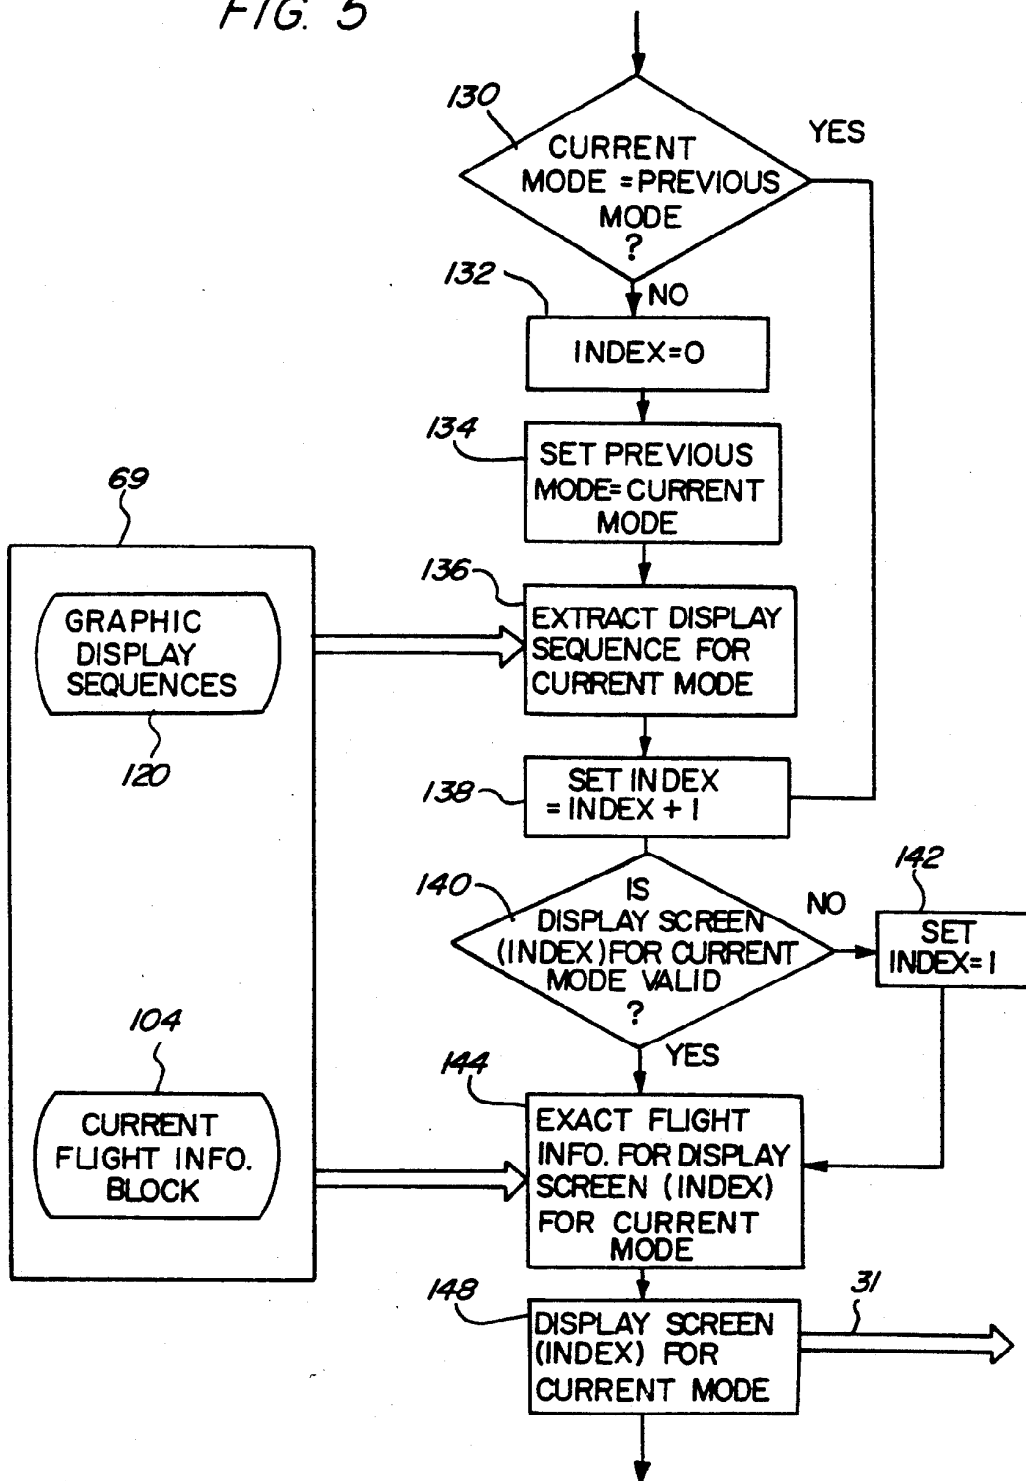 FIG. 5
130
CURRENT
MODE = PREVIOUS
MODE
?
YES
132
NO
INDEX=0
134
SET PREVIOUS
MODE=CURRENT
MODE
69
136
EXTRACT DISPLAY
SEQUENCE FOR
CURRENT MODE
GRAPHIC
DISPLAY
SEQUENCES
120
138
SET INDEX
= INDEX + 1
140
IS
DISPLAY SCREEN
(INDEX) FOR CURRENT
MODE VALID
?
NO
142
SET
INDEX=1
YES
104
CURRENT
FLIGHT INFO.
BLOCK
144
EXACT FLIGHT
INFO. FOR DISPLAY
SCREEN (INDEX)
FOR CURRENT
MODE
148
DISPLAY SCREEN
(INDEX) FOR
CURRENT MODE
31